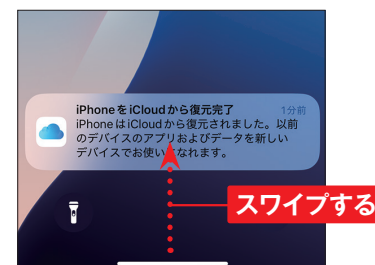 iPhoneをiCloudから復元完了 1分前
iPhoneはiCloudから復元されました。以前
のデバイスのアプリおよびデータを新しい
デバイスでお使いになれます。
スワイプする